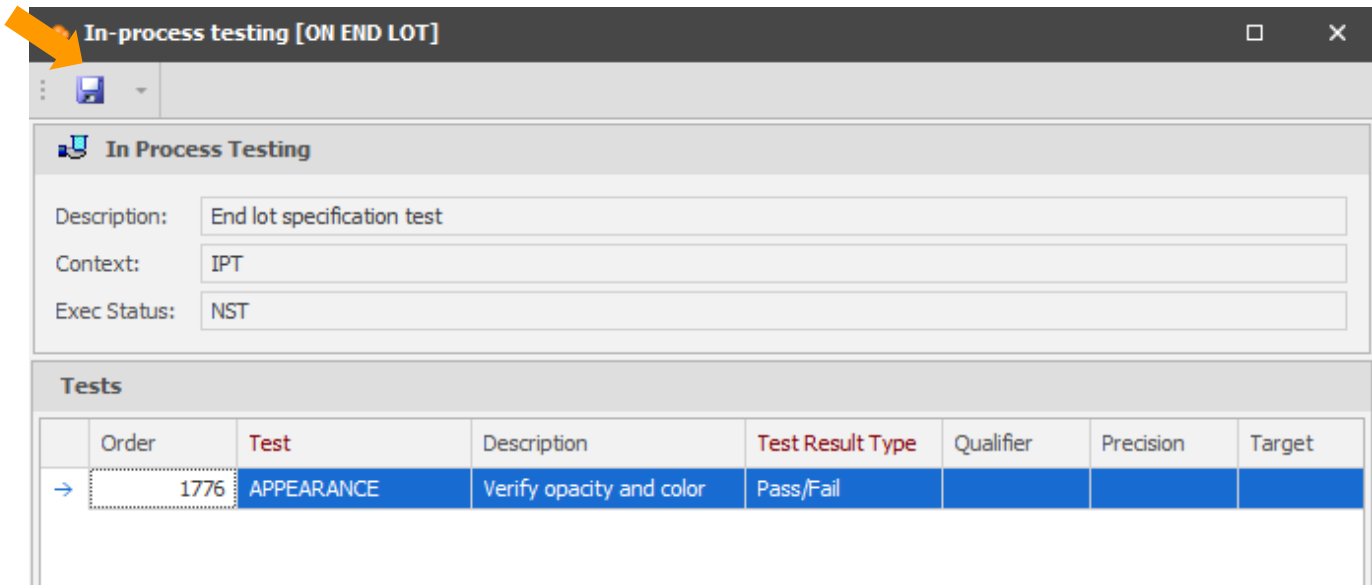 In-process testing [ON END LOT]
In Process Testing
Description: End lot specification test
Context: IPT
Exec Status: NST
Tests
Order Test Description Test Result Type Qualifier Precision Target
1776 APPEARANCE Verify opacity and color Pass/Fail